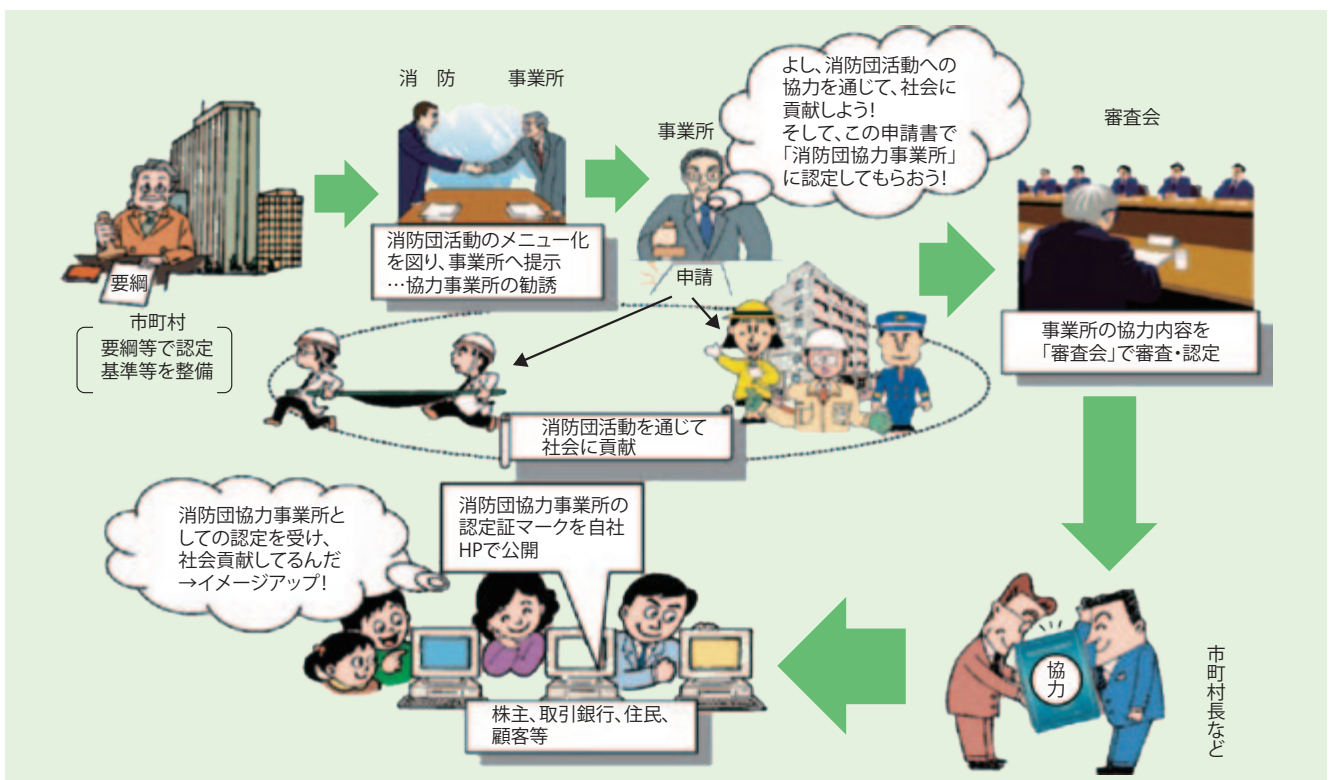 消　防　　事業所
よし、消防団活動への
協力を通じて、社会に
貢献しよう！
そして、この申請書で
「消防団協力事業所」
に認定してもらおう！
事業所
審査会
要綱
市町村
要綱等で認定
基準等を整備
消防団活動のメニュー化
を図り、事業所へ提示
…協力事業所の勧誘
申請
事業所の協力内容を
「審査会」で審査・認定
消防団活動を通じて
社会に貢献
消防団協力事業所と
しての認定を受け、
社会貢献してるんだ
→イメージアップ！
消防団協力事業所の
認定証マークを自社
HPで公開
株主、取引銀行、住民、
顧客等
協力
市町村長など